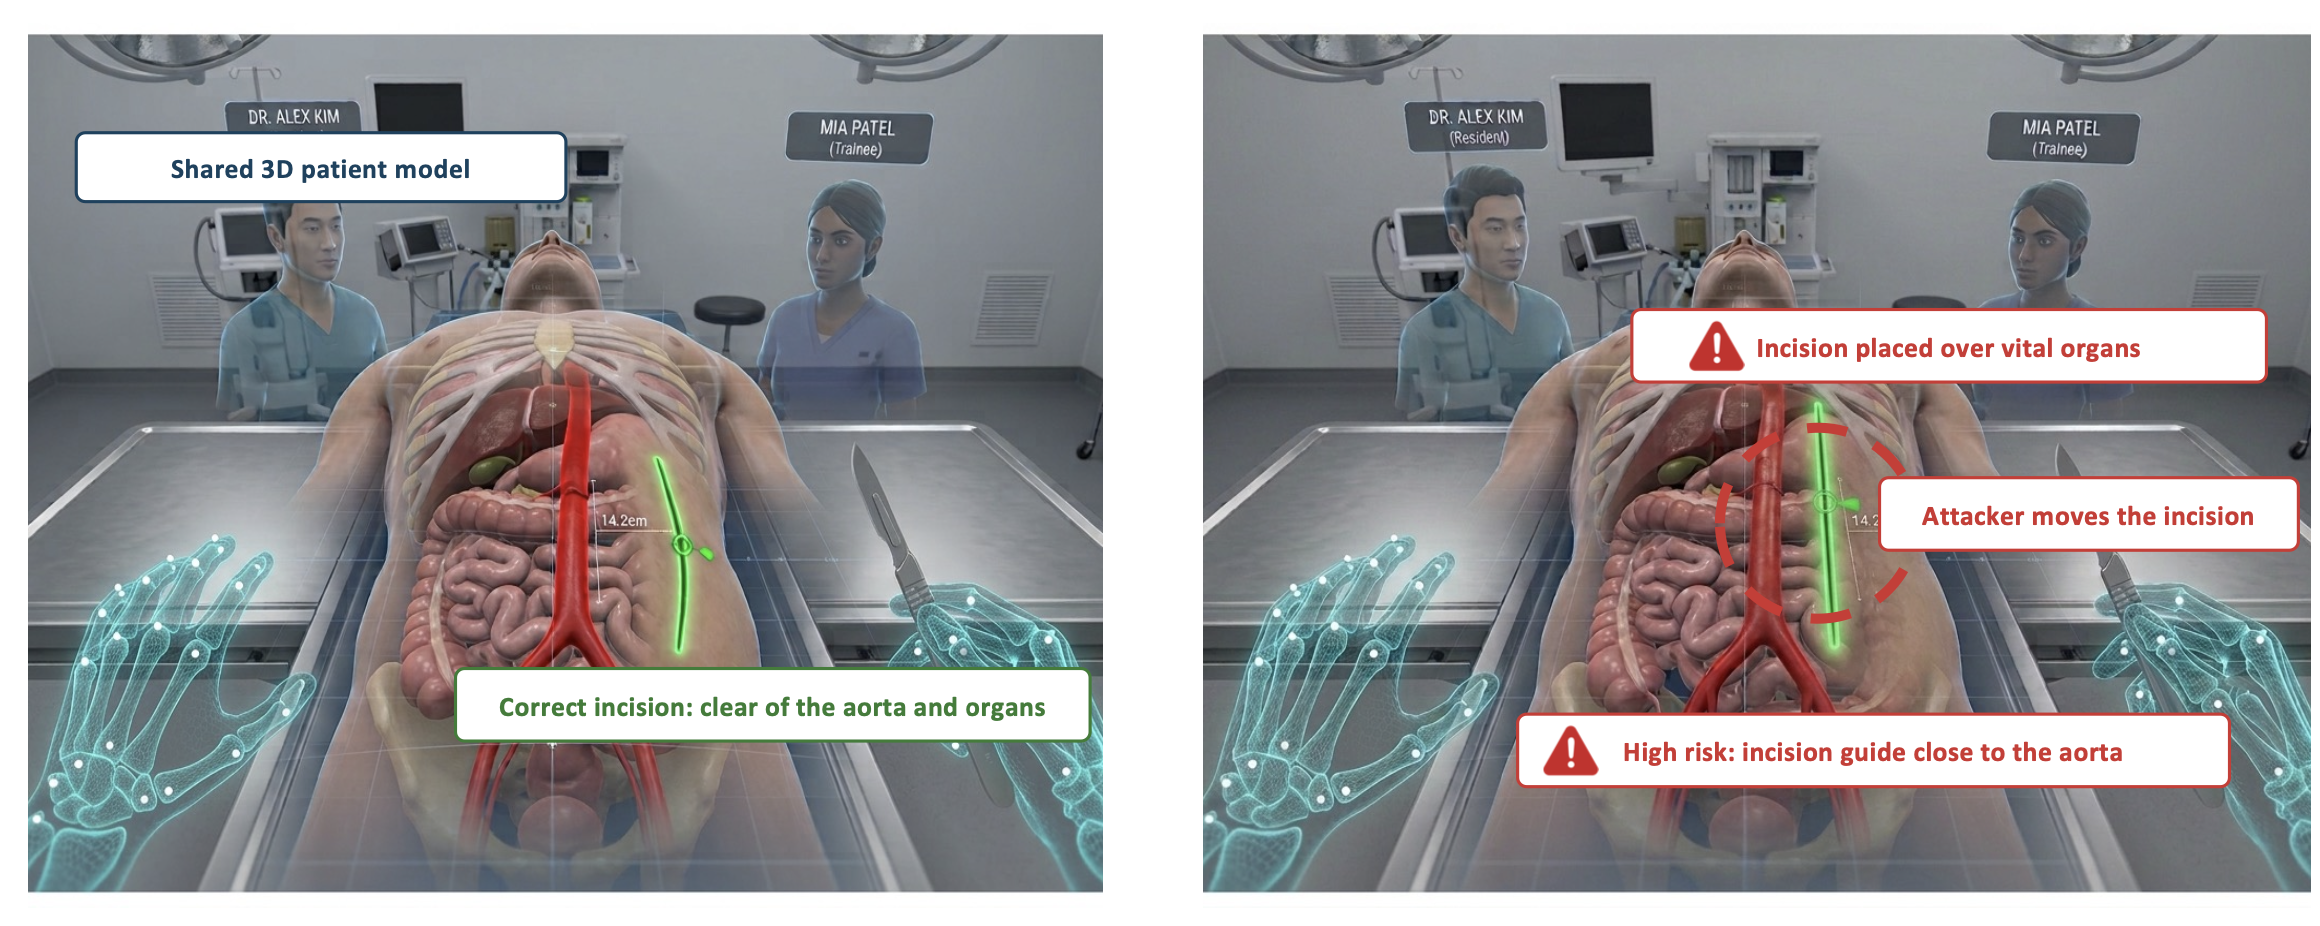 DR. ALEX KIM
Shared 3D patient model
MIA PATEL
(Trainee)
14.2em
Correct incision: clear of the aorta and organs
DR. ALEX KIM
(Resident)
MIA PATEL
(Trainee)
Incision placed over vital organs
14.2
Attacker moves the incision
High risk: incision guide close to the aorta